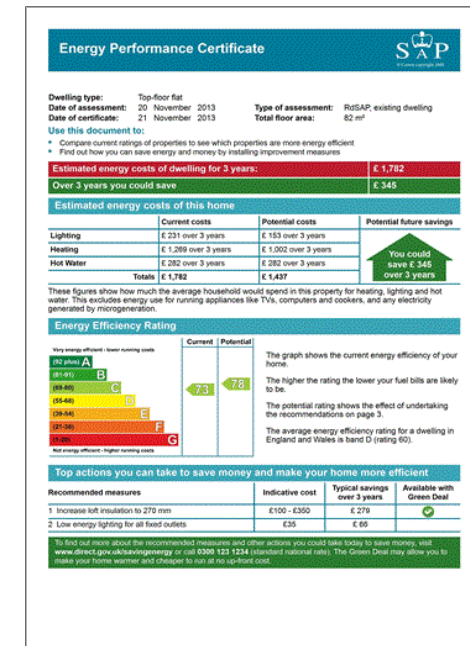 Energy Performance Certificate
SAP
© Crown copyright 2009
Dwelling type: Top-floor flat
Date of assessment: 20 November 2013 Type of assessment: RdSAP, existing dwelling
Date of certificate: 21 November 2013 Total floor area: 82 m²
Use this document to:
• Compare current ratings of properties to see which properties are more energy efficient
• Find out how you can save energy and money by installing improvement measures
Estimated energy costs of dwelling for 3 years: £ 1,782
Over 3 years you could save £ 345
Estimated energy costs of this home
Current costs Potential costs Potential future savings
Lighting £ 231 over 3 years £ 153 over 3 years
Heating £ 1,269 over 3 years £ 1,002 over 3 years
Hot Water £ 282 over 3 years £ 282 over 3 years
Totals £ 1,782 £ 1,437
You could
save £ 345
over 3 years
These figures show how much the average household would spend in this property for heating, lighting and hot
water. This excludes energy use for running appliances like TVs, computers and cookers, and any electricity
generated by microgeneration.
Energy Efficiency Rating
Current Potential
Very energy efficient - lower running costs
(92 plus) A
(81-91) B
(69-80) C
(55-68) D
(39-54) E
(21-38) F
(1-20) G
Not energy efficient - higher running costs
73
78
The graph shows the current energy efficiency of your
home.
The higher the rating the lower your fuel bills are likely
to be.
The potential rating shows the effect of undertaking
the recommendations on page 3.
The average energy efficiency rating for a dwelling in
England and Wales is band D (rating 60).
Top actions you can take to save money and make your home more efficient
Recommended measures Indicative cost Typical savings over 3 years Available with Green Deal
1 Increase loft insulation to 270 mm £100 - £350 £ 279
2 Low energy lighting for all fixed outlets £35 £ 66
To find out more about the recommended measures and other actions you could take today to save money, visit
www.direct.gov.uk/savingenergy or call 0300 123 1234 (standard national rate). The Green Deal may allow you to
make your home warmer and cheaper to run at no up-front cost.